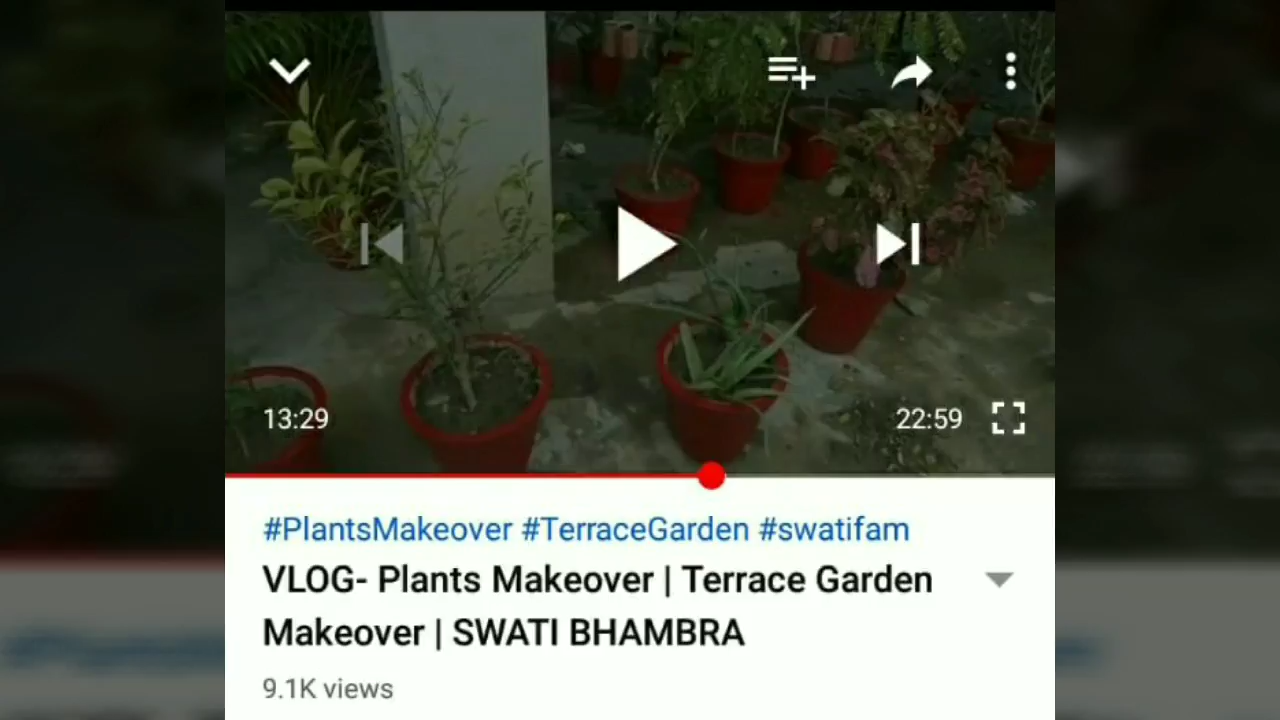 13:29
22:59
#PlantsMakeover #TerraceGarden #swatifam
VLOG- Plants Makeover | Terrace Garden
Makeover | SWATI BHAMBRA
9.1K views